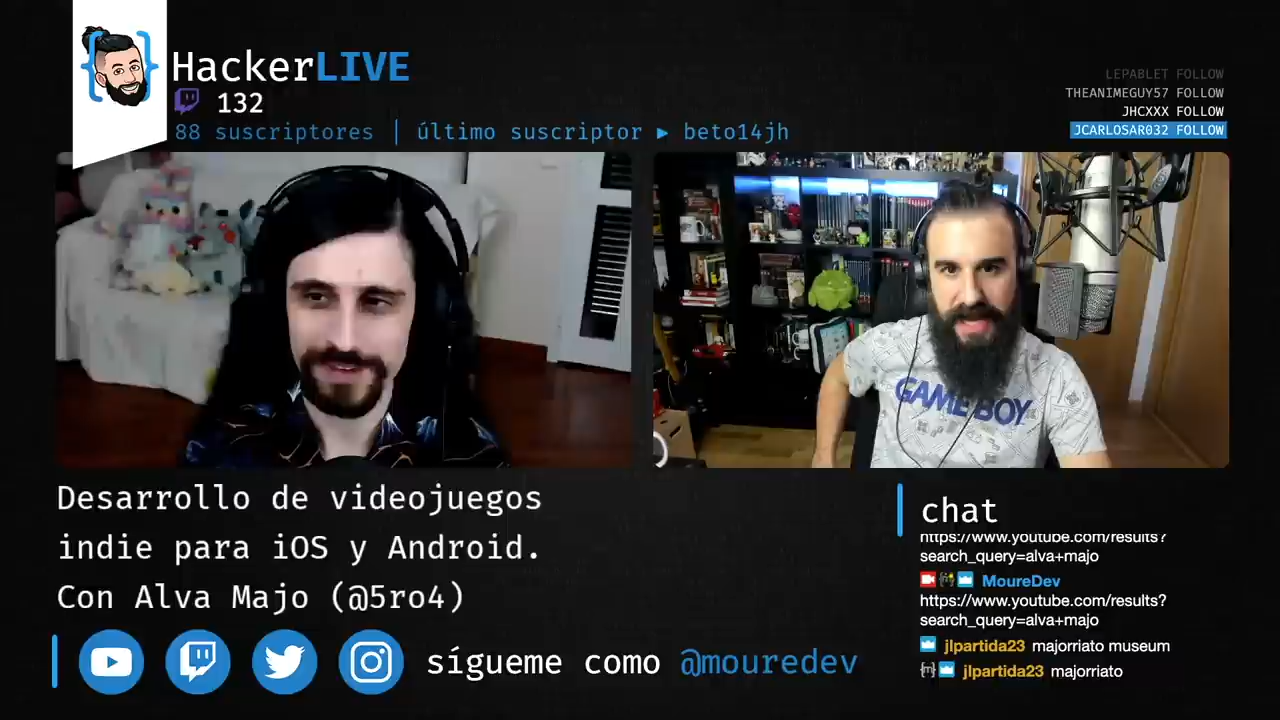 HackerLIVE
132
88 suscriptores | último suscriptor ▸ beto14jh
LEPABLET FOLLOW
THEANIMEGUY57 FOLLOW
JHCXXX FOLLOW
JCARLOSAR032 FOLLOW
GAME BOY
Desarrollo de videojuegos
indie para iOS y Android.
Con Alva Majo (@5ro4)
sígueme como @mouredev
chat
https://www.youtube.com/results?
search_query=alva+majo
MoureDev
https://www.youtube.com/results?
search_query=alva+majo
jlpartida23 majorriato museum
jlpartida23 majorriato